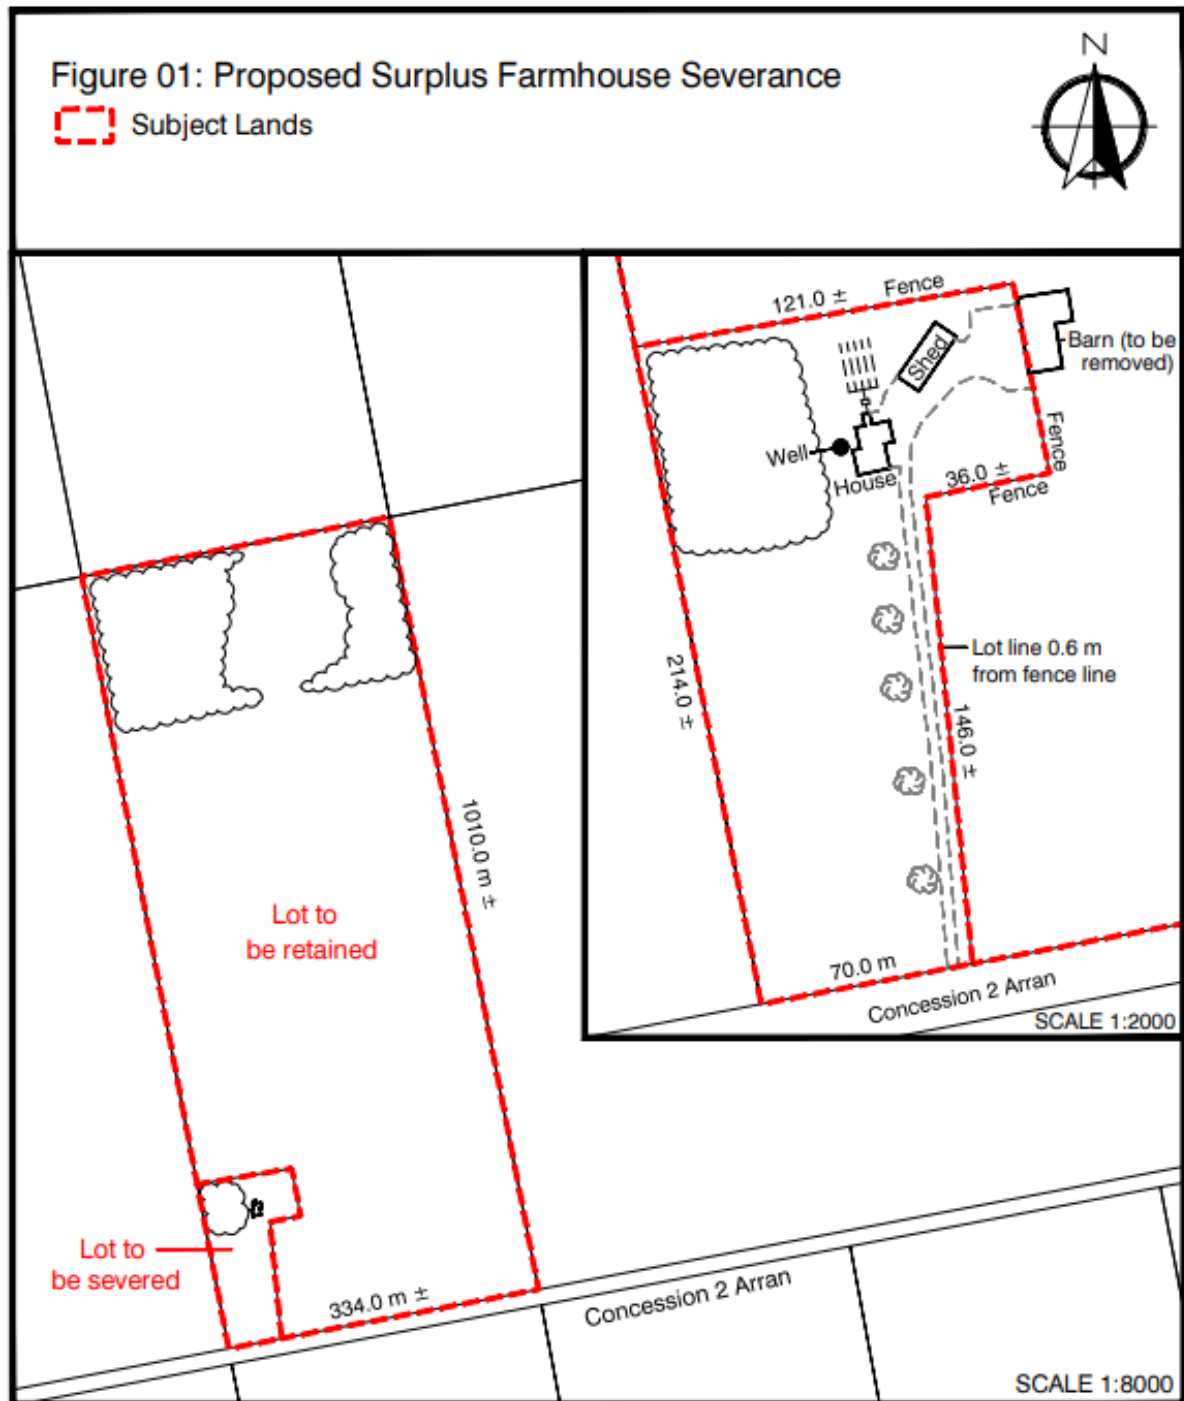 Figure 01: Proposed Surplus Farmhouse Severance
Subject Lands
N
121.0 ±
Fence
Shed
Barn (to be
removed)
Well
House
Fence
36.0 ±
Fence
Lot line 0.6 m
from fence line
214.0 ±
146.0 ±
70.0 m
Concession 2 Arran
SCALE 1:2000
1010.0 m ±
Lot to
be retained
Lot to
be severed
334.0 m ±
Concession 2 Arran
SCALE 1:8000